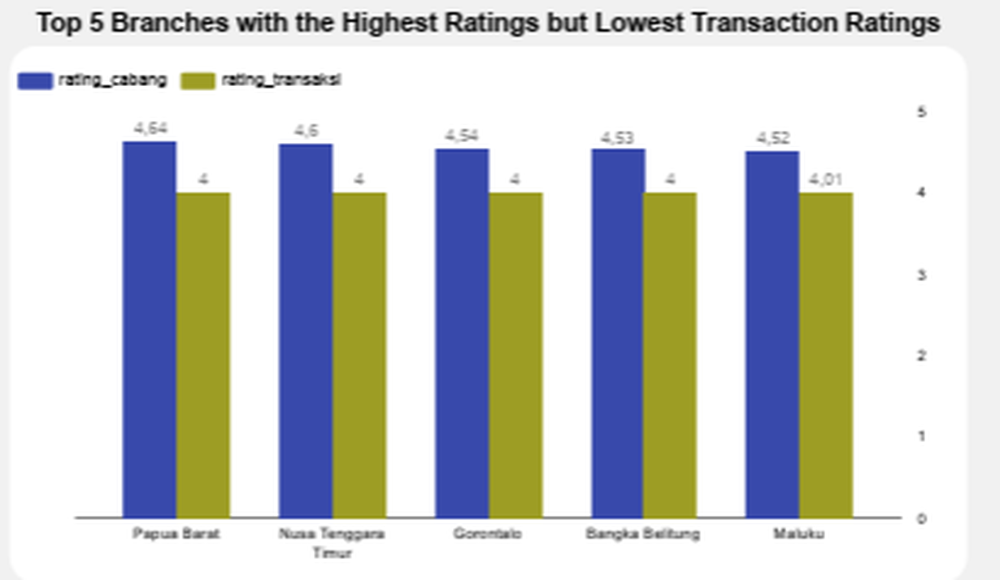 Top 5 Branches with the Highest Ratings but Lowest Transaction Ratings
rating_cabang rating_transaksi
5
4,64 4,6 4,54 4,53 4,52
4 4 4 4 4,01
4
3
2
1
0
Papua Barat Nusa Tenggara Timur Gorontalo Bangka Belitung Maluku